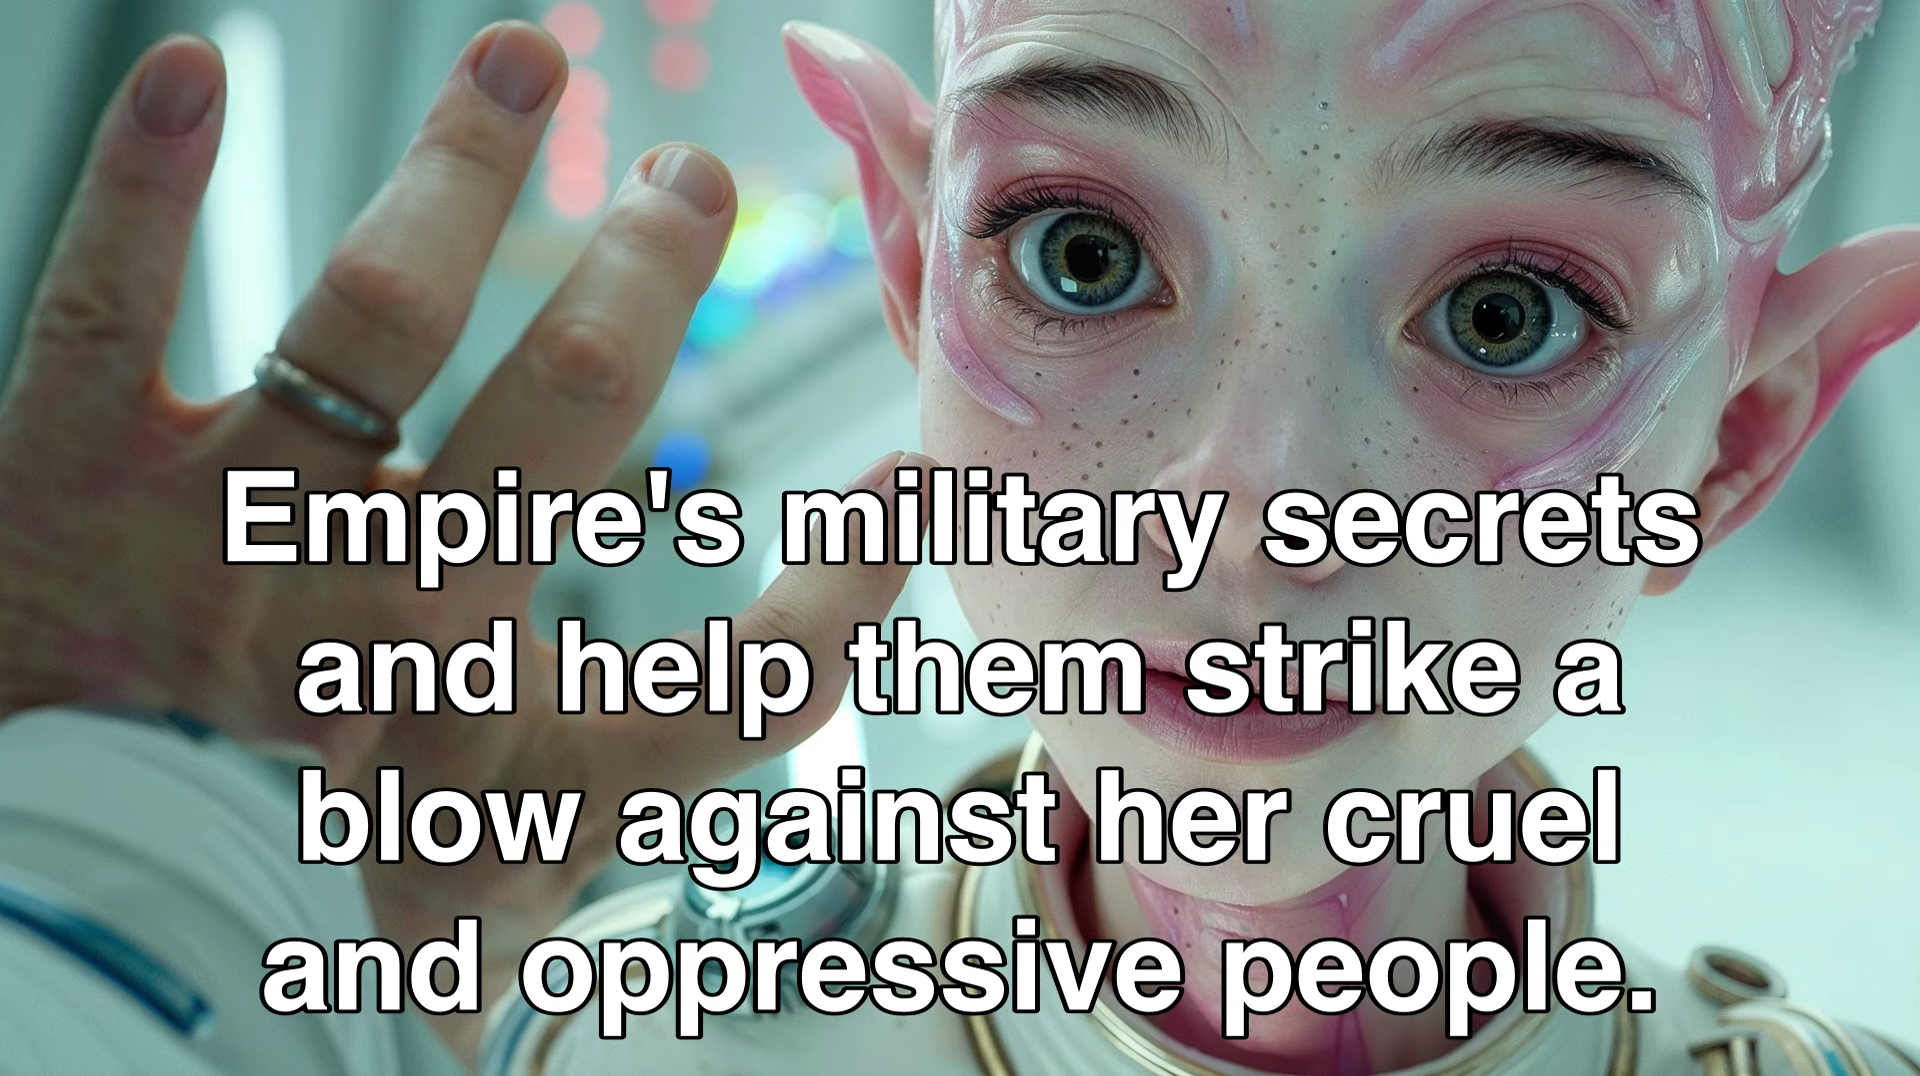 Empire's military secrets
and help them strike a
blow against her cruel
and oppressive people.